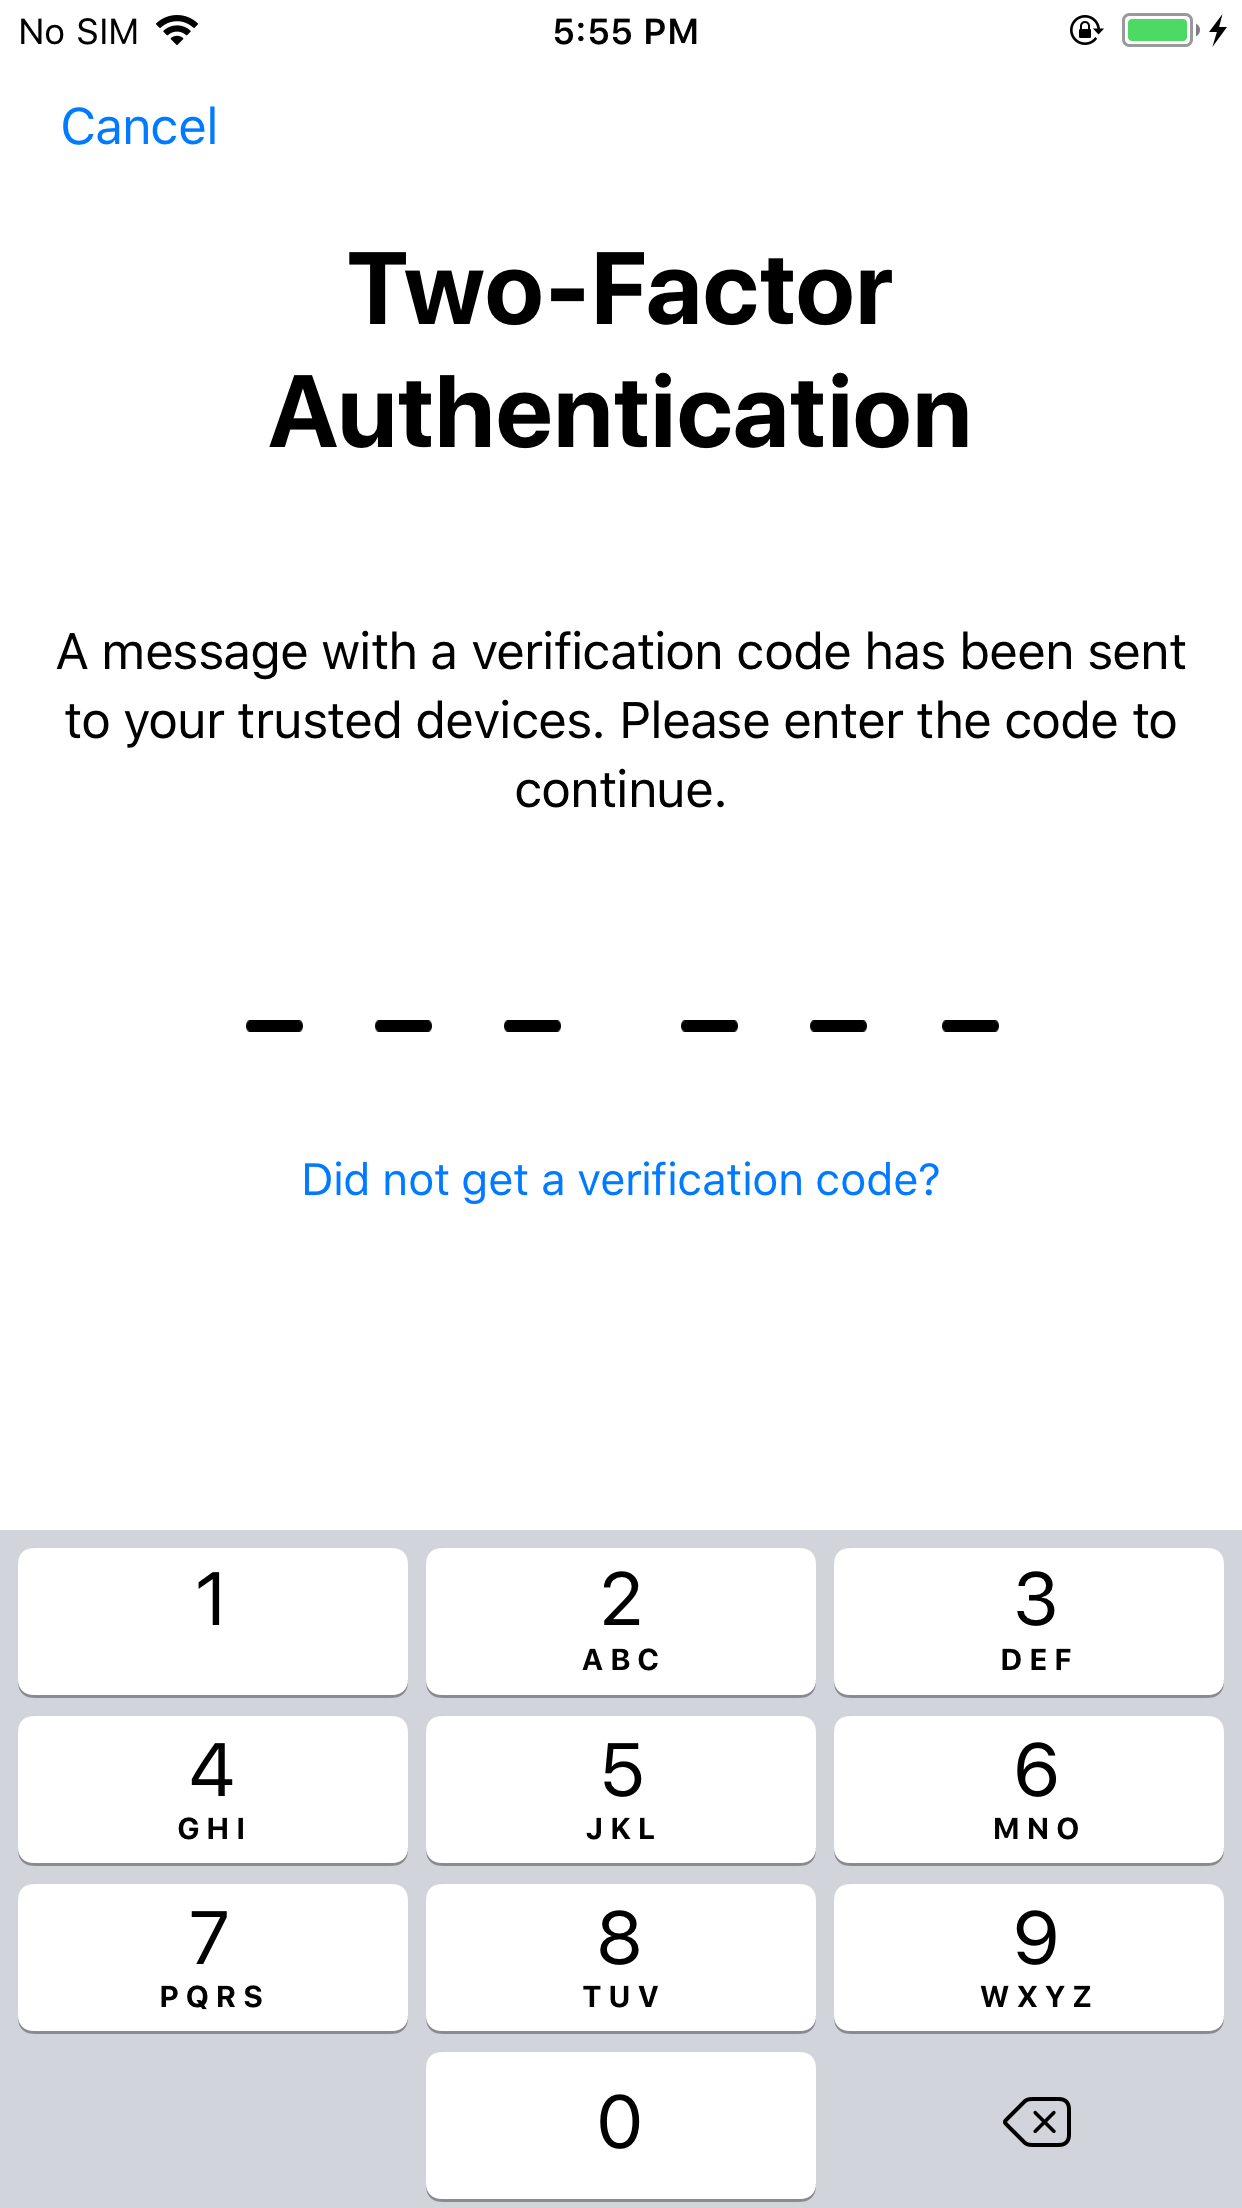 No SIM 5:55 PM
Cancel
Two-Factor
Authentication
A message with a verification code has been sent
to your trusted devices. Please enter the code to
continue.
Did not get a verification code?
1 2 3
ABC DEF
4 5 6
GHI JKL MNO
7 8 9
PQRS TUV WXYZ
0